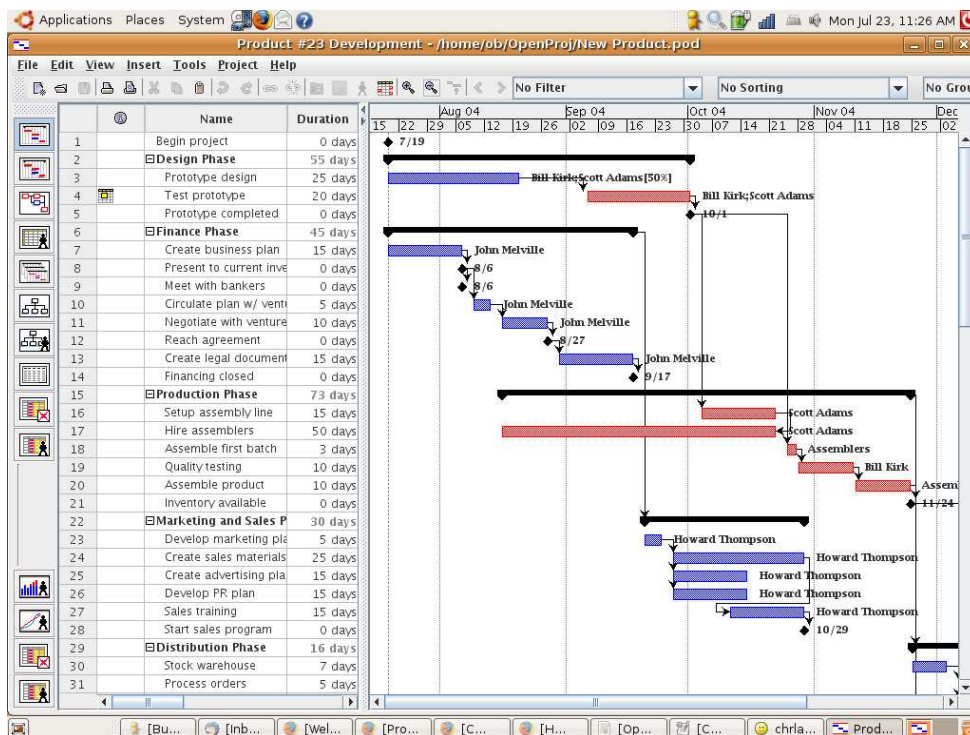 Applications Places System Mon Jul 23, 11:26 AM
Product #23 Development - /home/ob/OpenProj/New Product.pod
File Edit View Insert Tools Project Help
No Filter No Sorting No Grou
Name Duration
Aug 04 Sep 04 Oct 04 Nov 04 Dec
15 22 29 05 12 19 26 02 09 16 23 30 07 14 21 28 04 11 18 25 02
1 Begin project 0 days 7/19
2 Design Phase 55 days
3 Prototype design 25 days Bill Kirk;Scott Adams[50%]
4 Test prototype 20 days Bill Kirk;Scott Adams
5 Prototype completed 0 days 10/1
6 Finance Phase 45 days
7 Create business plan 15 days John Melville
8 Present to current inve 0 days 8/6
9 Meet with bankers 0 days 8/6
10 Circulate plan w/ ventu 5 days John Melville
11 Negotiate with venture 10 days John Melville
12 Reach agreement 0 days 8/27
13 Create legal document 15 days John Melville
14 Financing closed 0 days 9/17
15 Production Phase 73 days
16 Setup assembly line 15 days Scott Adams
17 Hire assemblers 50 days Scott Adams
18 Assemble first batch 3 days Assemblers
19 Quality testing 10 days Bill Kirk
20 Assemble product 10 days Assem
21 Inventory available 0 days 11/24
22 Marketing and Sales P 30 days
23 Develop marketing pla 5 days Howard Thompson
24 Create sales materials 25 days Howard Thompson
25 Create advertising pla 15 days Howard Thompson
26 Develop PR plan 15 days Howard Thompson
27 Sales training 15 days Howard Thompson
28 Start sales program 0 days 10/29
29 Distribution Phase 16 days
30 Stock warehouse 7 days
31 Process orders 5 days
[Bu... [Inb... [Wel... [Pro... [C... [H... [Op... [C... chrla... Prod...